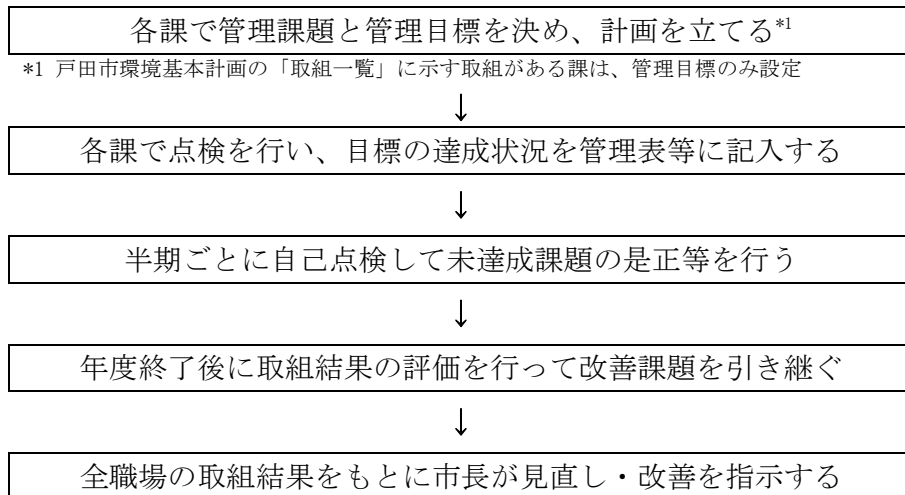 各課で管理課題と管理目標を決め、計画を立てる*1
*1 戸田市環境基本計画の「取組一覧」に示す取組がある課は、管理目標のみ設定
↓
各課で点検を行い、目標の達成状況を管理表等に記入する
↓
半期ごとに自己点検して未達成課題の是正等を行う
↓
年度終了後に取組結果の評価を行って改善課題を引き継ぐ
↓
全職場の取組結果をもとに市長が見直し・改善を指示する